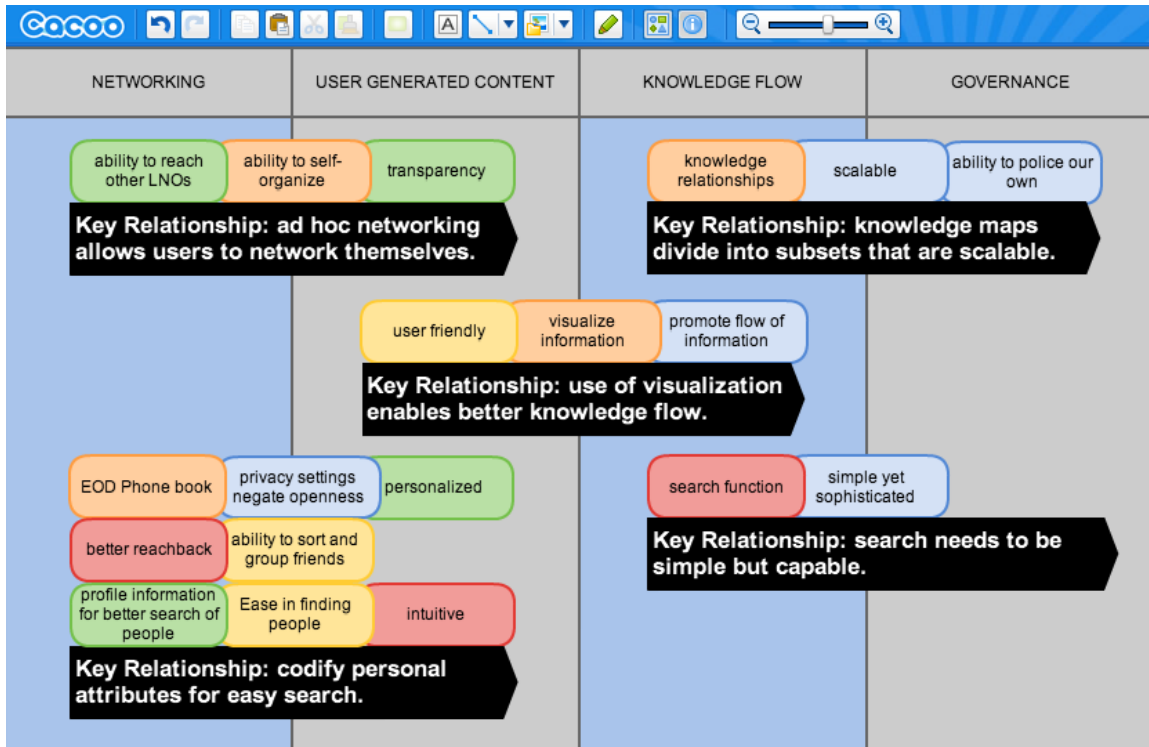 cacoo
NETWORKING
USER GENERATED CONTENT
KNOWLEDGE FLOW
GOVERNANCE
ability to reach
other LNOs
ability to self-
organize
transparency
Key Relationship: ad hoc networking
allows users to network themselves.
knowledge
relationships
scalable
ability to police our
own
Key Relationship: knowledge maps
divide into subsets that are scalable.
user friendly
visualize
information
promote flow of
information
Key Relationship: use of visualization
enables better knowledge flow.
EOD Phone book
privacy settings
negate openness
personalized
better reachback
ability to sort and
group friends
profile information
for better search of
people
Ease in finding
people
intuitive
Key Relationship: codify personal
attributes for easy search.
search function
simple yet
sophisticated
Key Relationship: search needs to be
simple but capable.